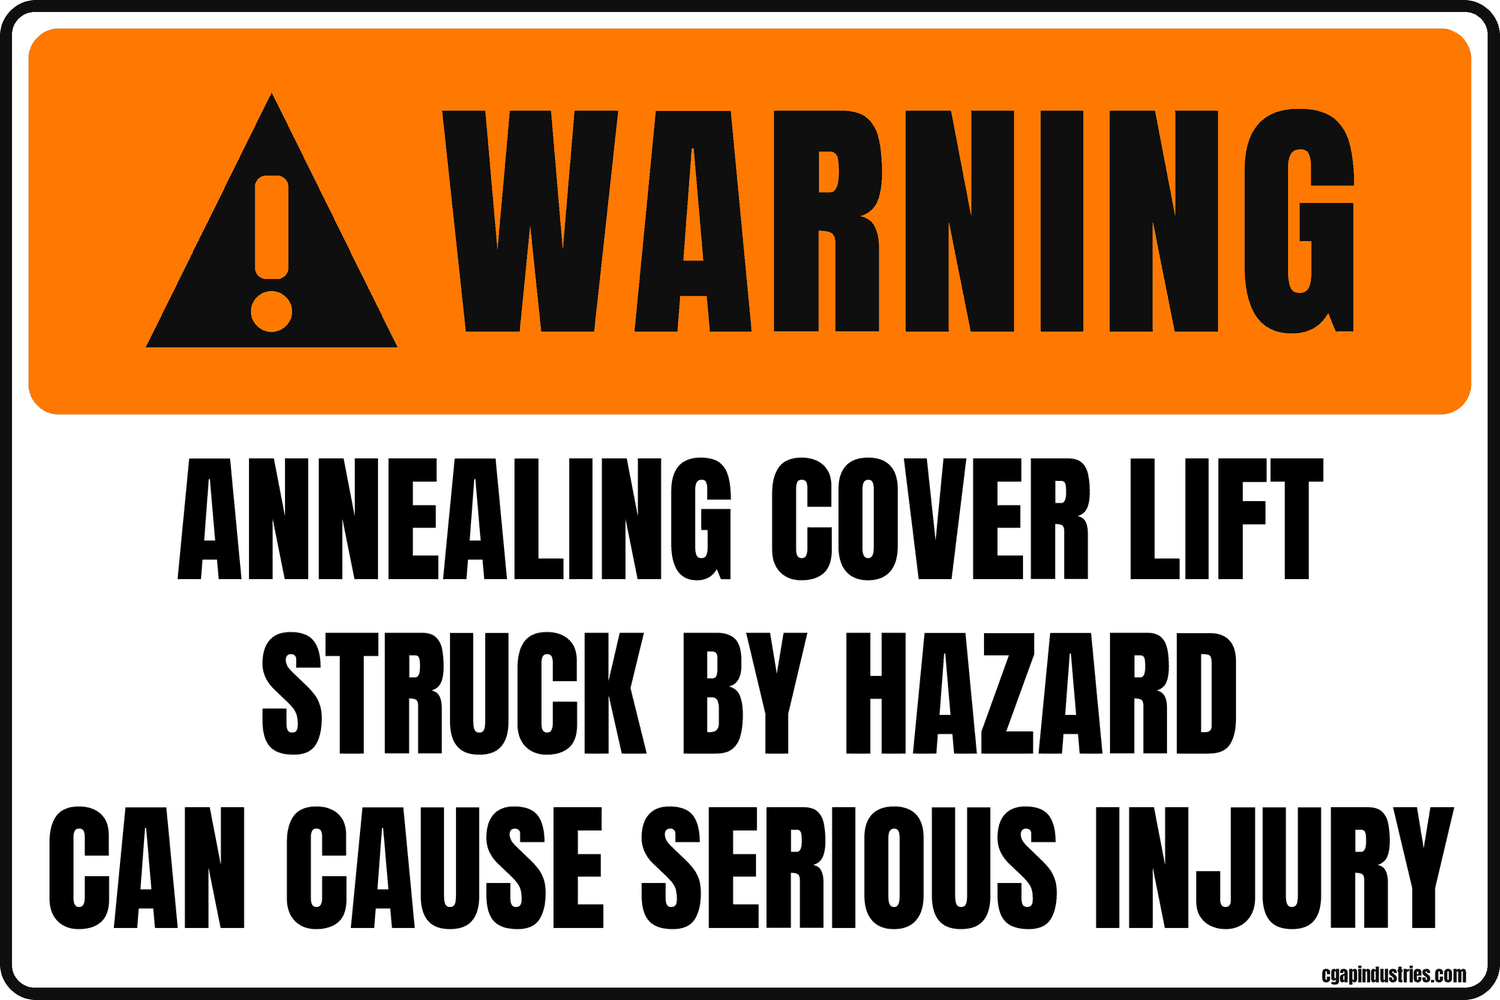 WARNING
ANNEALING COVER LIFT
STRUCK BY HAZARD
CAN CAUSE SERIOUS INJURY
cgapindustries.com